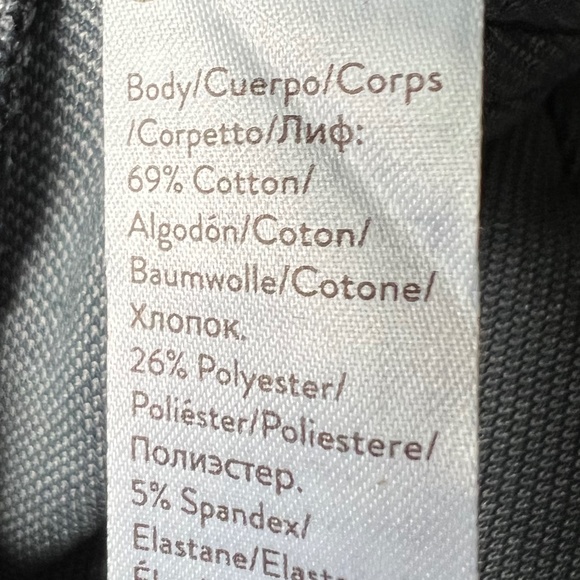 Body/Cuerpo/Corps
/Corpetto/Лиф:
69% Cotton/
Algodón/Coton/
Baumwolle/Cotone/
Хлопок.
26% Polyester/
Poliéster/Poliestere/
Полиэстер.
5% Spandex/
Elastane/